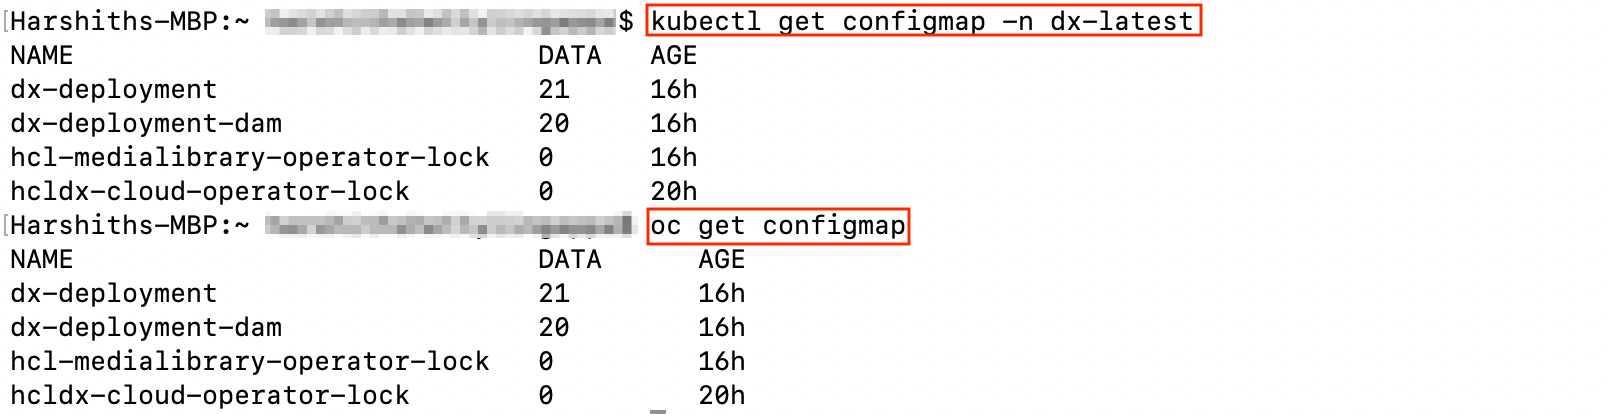 Harshiths-MBP:~ $ kubectl get configmap -n dx-latest
NAME DATA AGE
dx-deployment 21 16h
dx-deployment-dam 20 16h
hcl-medialibrary-operator-lock 0 16h
hcldx-cloud-operator-lock 0 20h
Harshiths-MBP:~ oc get configmap
NAME DATA AGE
dx-deployment 21 16h
dx-deployment-dam 20 16h
hcl-medialibrary-operator-lock 0 16h
hcldx-cloud-operator-lock 0 20h